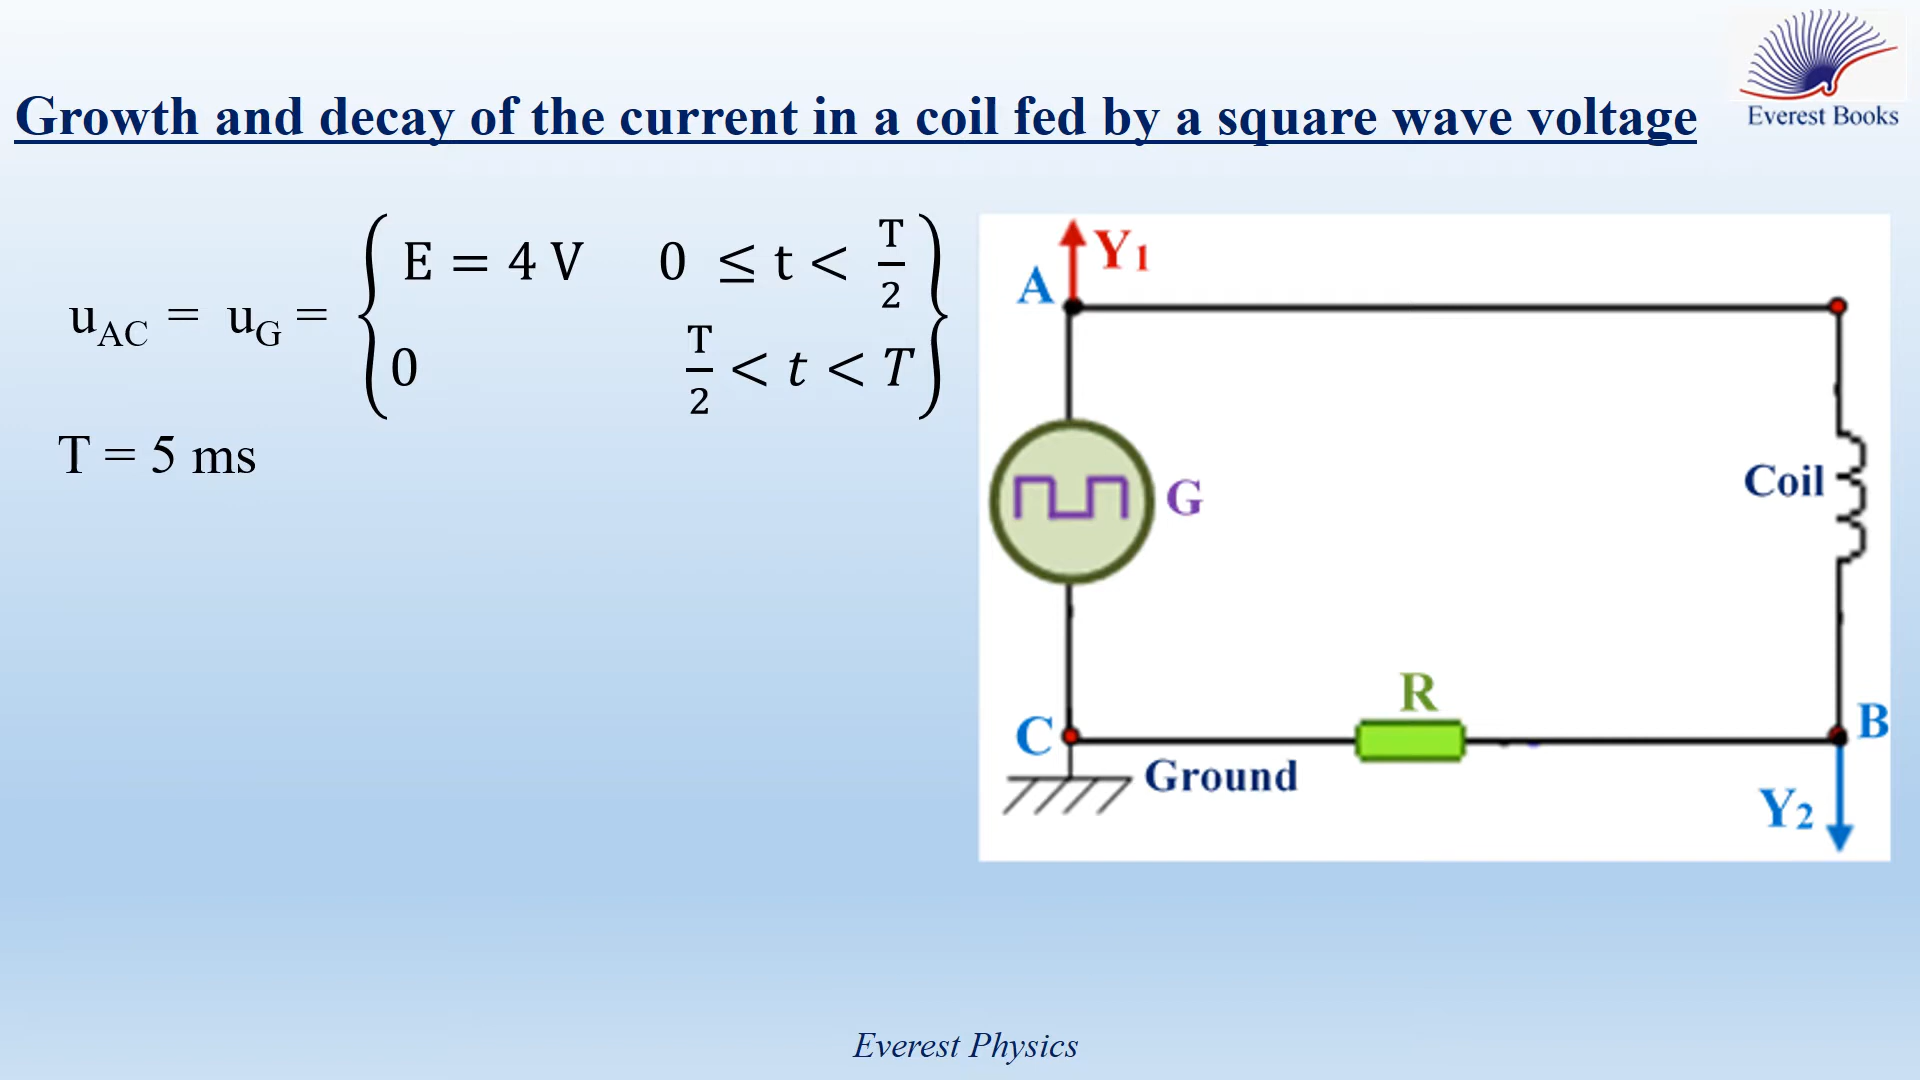 Everest Books
Growth and decay of the current in a coil fed by a square wave voltage
u_AC = u_G = { E = 4 V 0 ≤ t < T/2
0 T/2 < t < T }
T = 5 ms
Y1
A
G
Coil
R
C
B
Ground
Y2
Everest Physics